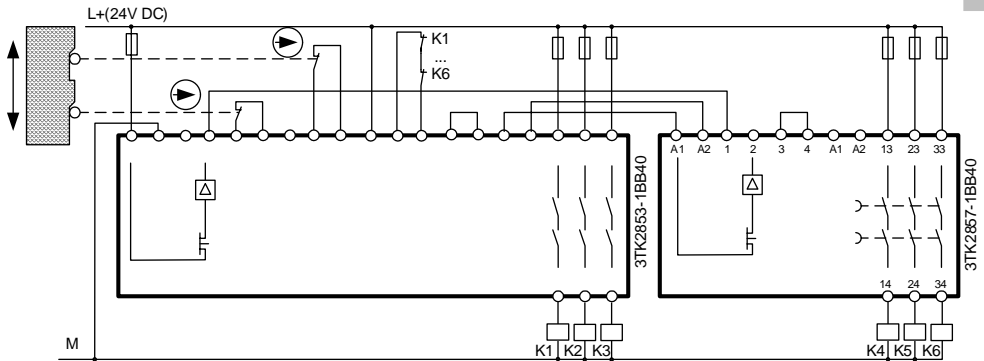 L+(24V DC)
K1
...
K6
A1 A2 1 2 3 4 A1 A2 13 23 33
3TK2853-1BB40
3TK2857-1BB40
14 24 34
M
K1 K2 K3 K4 K5 K6